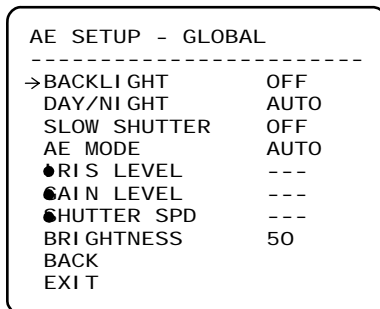 AE SETUP - GLOBAL
-------------------------
→BACKLIGHT OFF
DAY/NIGHT AUTO
SLOW SHUTTER OFF
AE MODE AUTO
●RIS LEVEL ---
●AIN LEVEL ---
●HUTTER SPD ---
BRIGHTNESS 50
BACK
EXIT